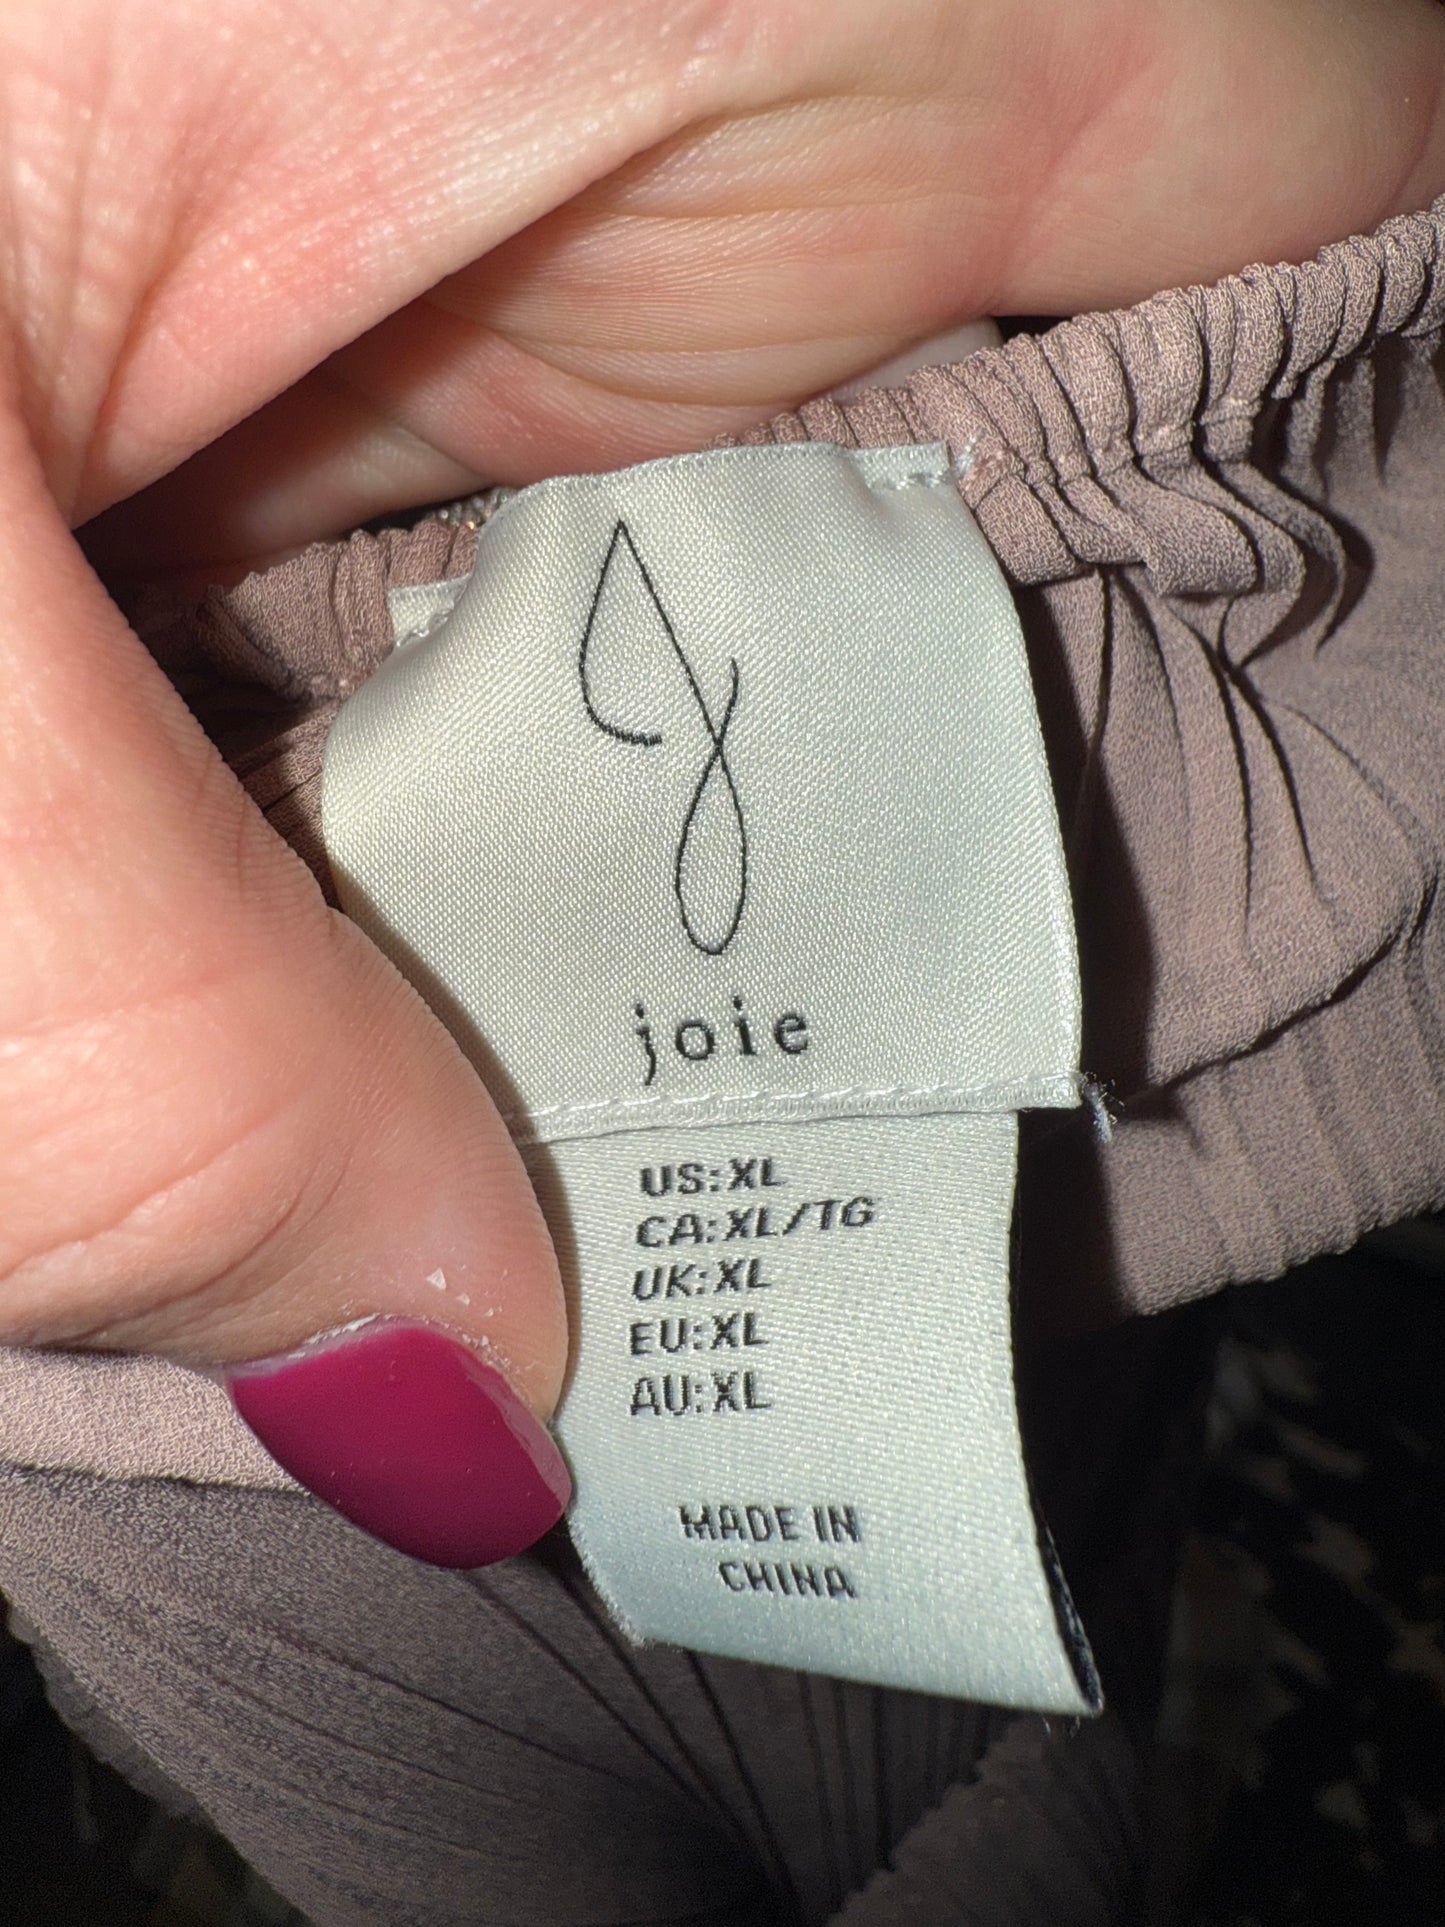 joie
US:XL
CA:XL/TG
UK:XL
EU:XL
AU:XL
MADE IN
CHINA